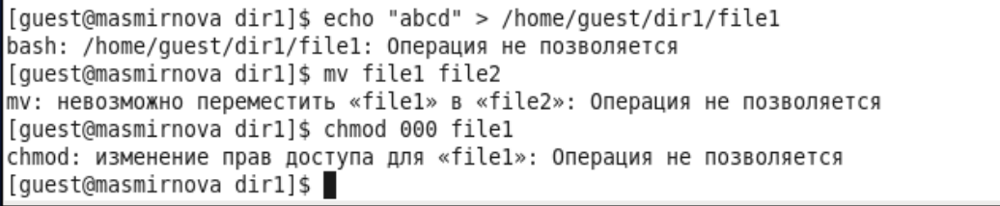 [guest@masmirnova dir1]$ echo "abcd" > /home/guest/dir1/file1
bash: /home/guest/dir1/file1: Операция не позволяется
[guest@masmirnova dir1]$ mv file1 file2
mv: невозможно переместить «file1» в «file2»: Операция не позволяется
[guest@masmirnova dir1]$ chmod 000 file1
chmod: изменение прав доступа для «file1»: Операция не позволяется
[guest@masmirnova dir1]$